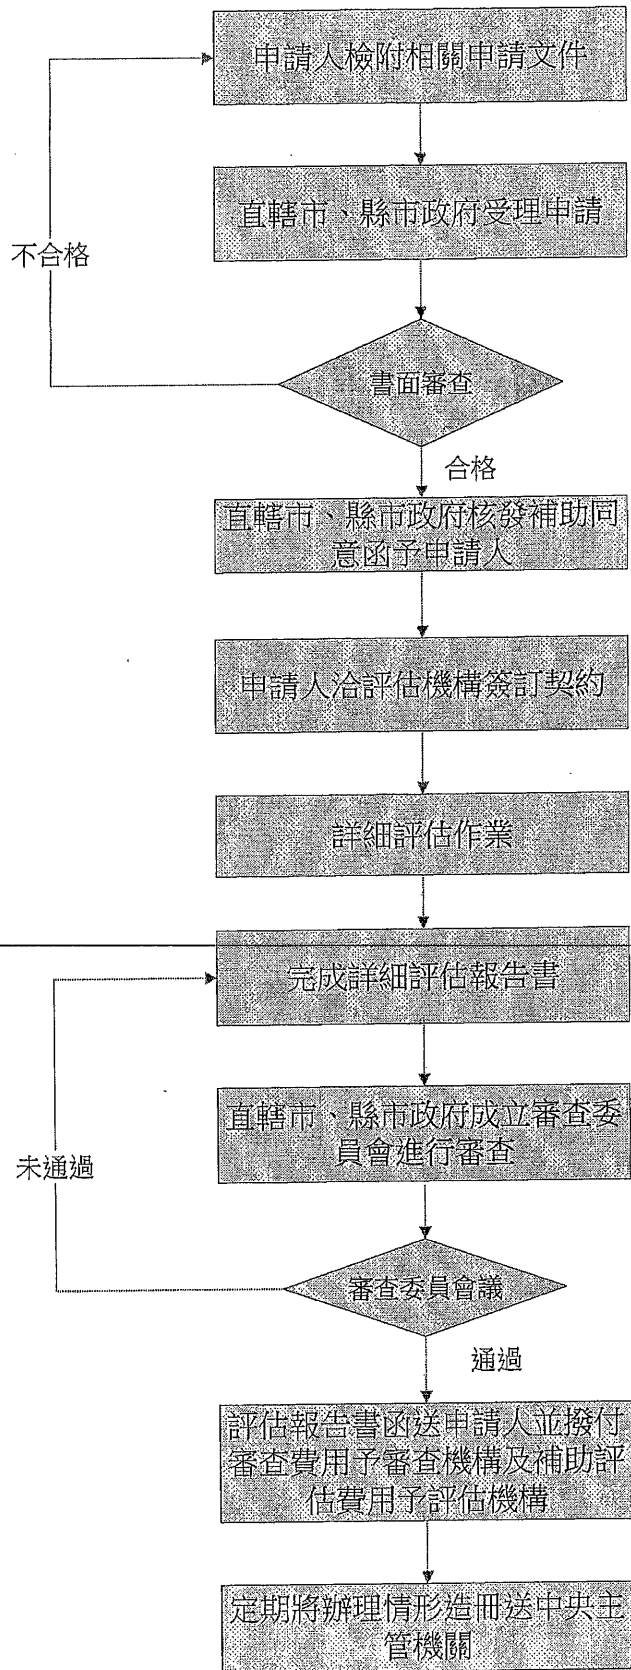 申請人檢附相關申請文件
直轄市、縣市政府受理申請
不合格
書面審查
合格
直轄市、縣市政府核發補助同
意函予申請人
申請人洽評估機構簽訂契約
詳細評估作業
完成詳細評估報告書
直轄市、縣市政府成立審查委
員會進行審查
未通過
審查委員會議
通過
評估報告書函送申請人並撥付
審查費用予審查機構及補助評
估費用予評估機構
定期將辦理情形造冊送中央主
管機關